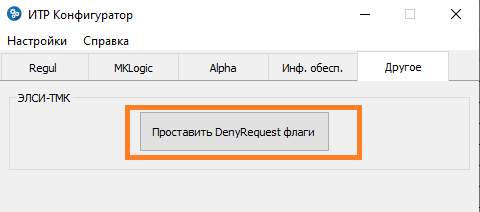 ИТР Конфигуратор
Настройки Справка
Regul MKLogic Alpha Инф. обесп. Другое
ЭЛСИ-ТМК
Проставить DenyRequest флаги